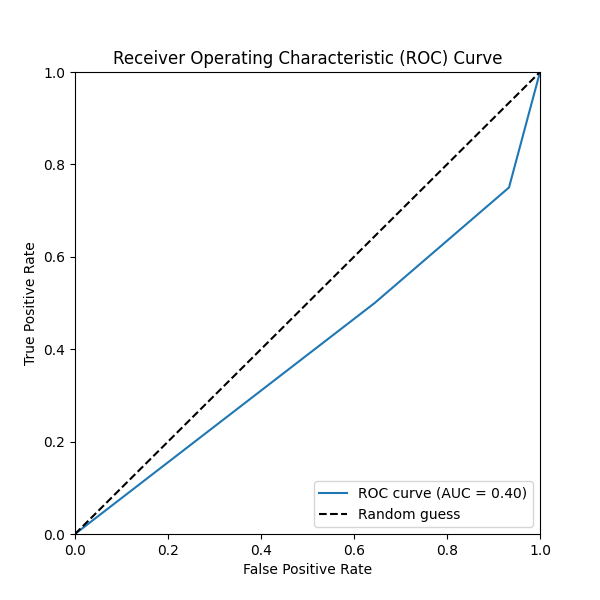 Receiver Operating Characteristic (ROC) Curve
1.0
0.8
0.6
0.4
0.2
0.0
True Positive Rate
ROC curve (AUC = 0.40)
Random guess
0.0 0.2 0.4 0.6 0.8 1.0
False Positive Rate